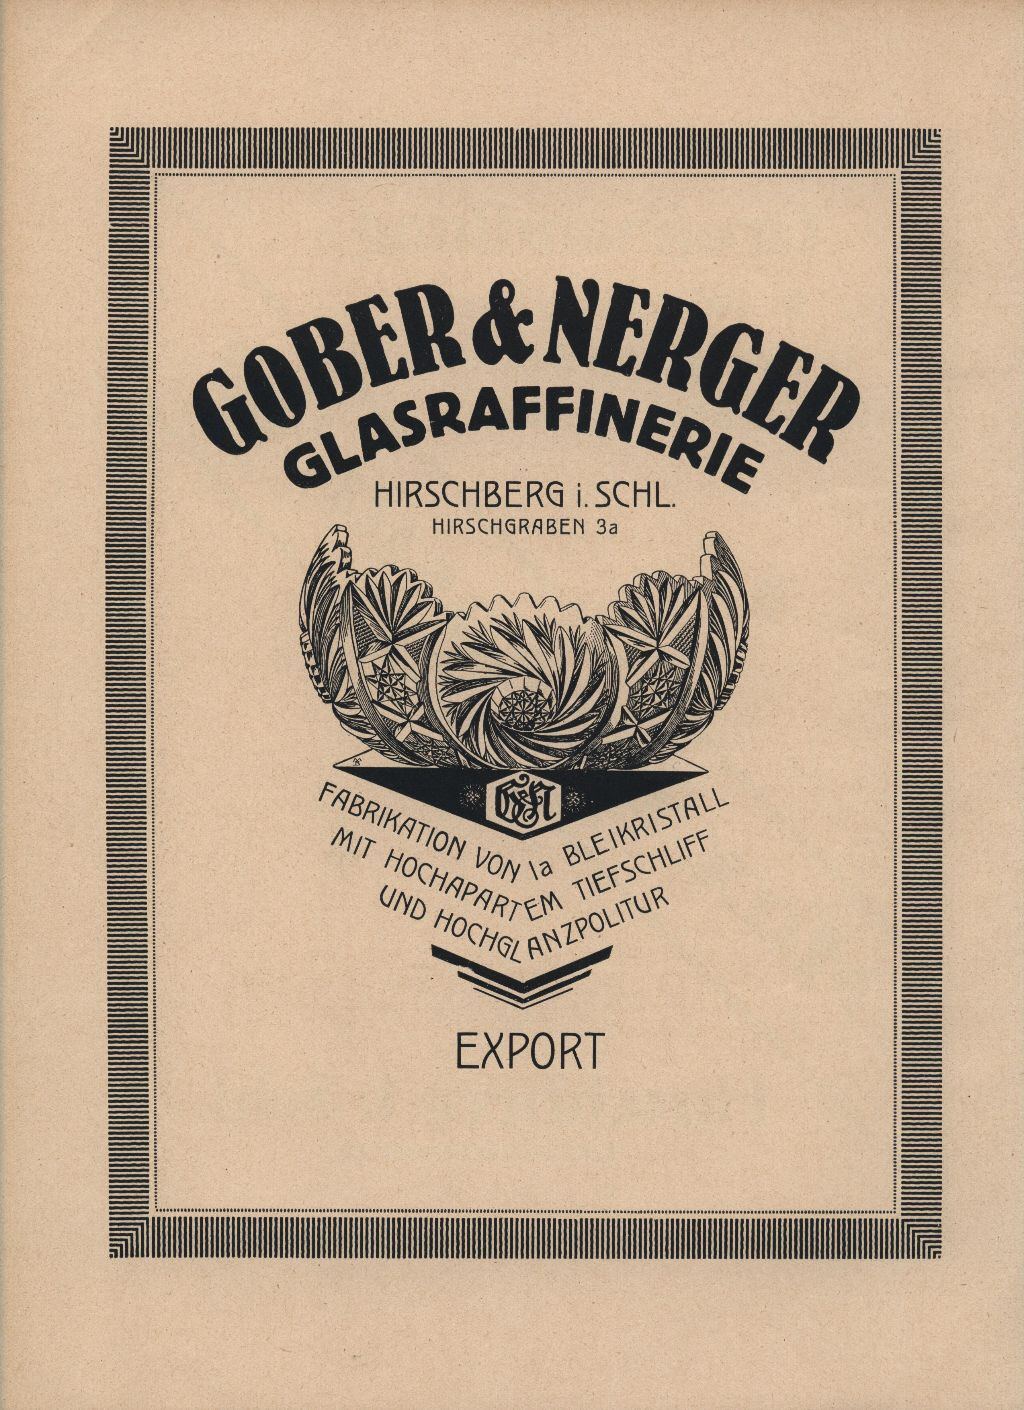 GOBER & NERGER
GLASRAFFINERIE
HIRSCHBERG i. SCHL.
HIRSCHGRABEN 3a
G&N
FABRIKATION VON Ia BLEIKRISTALL
MIT HOCHAPARTEM TIEFSCHLIFF
UND HOCHGLANZPOLITUR
EXPORT